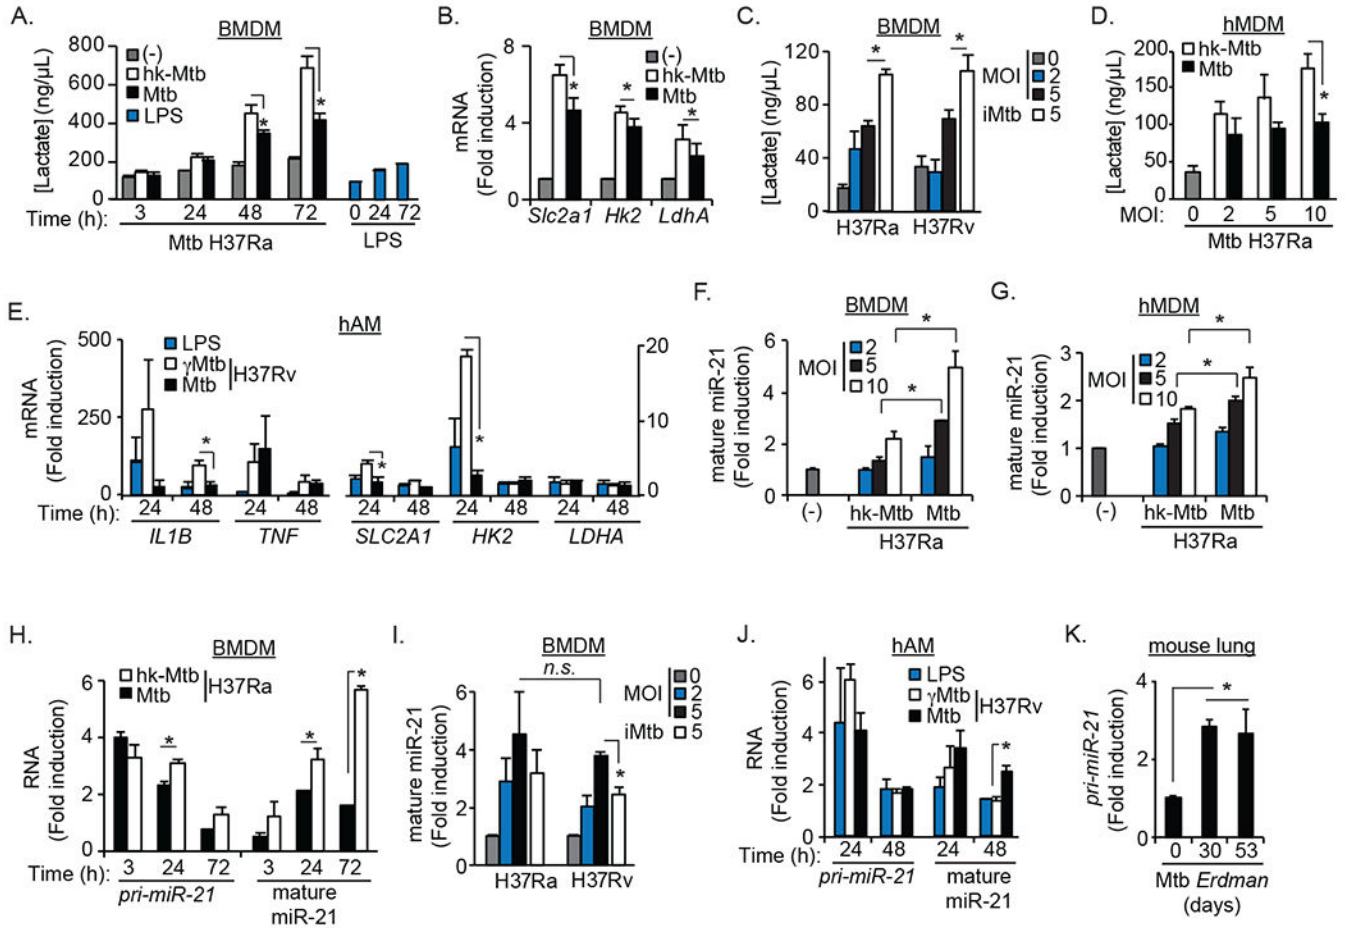 A.
BMDM
(-)
hk-Mtb
Mtb
LPS
[Lactate] (ng/µL)
800
600
400
200
0
*
*
Time (h):
3
24
48
72
0
24
72
Mtb H37Ra
LPS
B.
BMDM
(-)
hk-Mtb
Mtb
mRNA
(Fold induction)
8
4
0
*
*
*
Slc2a1
Hk2
LdhA
C.
BMDM
[Lactate] (ng/µL)
120
80
40
0
*
*
H37Ra
H37Rv
MOI
0
2
5
iMtb
5
D.
hMDM
hk-Mtb
Mtb
[Lactate] (ng/µL)
200
150
100
50
0
*
MOI:
0
2
5
10
Mtb H37Ra
E.
hAM
LPS
γMtb
Mtb
H37Rv
mRNA
(Fold induction)
500
250
0
20
10
0
*
*
*
Time (h):
24
48
24
48
24
48
24
48
24
48
IL1B
TNF
SLC2A1
HK2
LDHA
F.
BMDM
MOI
2
5
10
mature miR-21
(Fold induction)
6
4
2
0
*
*
(-)
hk-Mtb
Mtb
H37Ra
G.
hMDM
MOI
2
5
10
mature miR-21
(Fold induction)
3
2
1
0
*
*
(-)
hk-Mtb
Mtb
H37Ra
H.
BMDM
hk-Mtb
Mtb
H37Ra
RNA
(Fold induction)
6
4
2
0
*
*
*
Time (h):
3
24
72
3
24
72
pri-miR-21
mature
miR-21
I.
BMDM
n.s.
mature miR-21
(Fold induction)
6
4
2
0
*
H37Ra
H37Rv
MOI
0
2
5
iMtb
5
J.
hAM
LPS
γMtb
Mtb
H37Rv
RNA
(Fold induction)
6
4
2
0
*
Time (h):
24
48
24
48
pri-miR-21
mature
miR-21
K.
mouse lung
pri-miR-21
(Fold induction)
4
2
0
*
0
30
53
Mtb Erdman
(days)